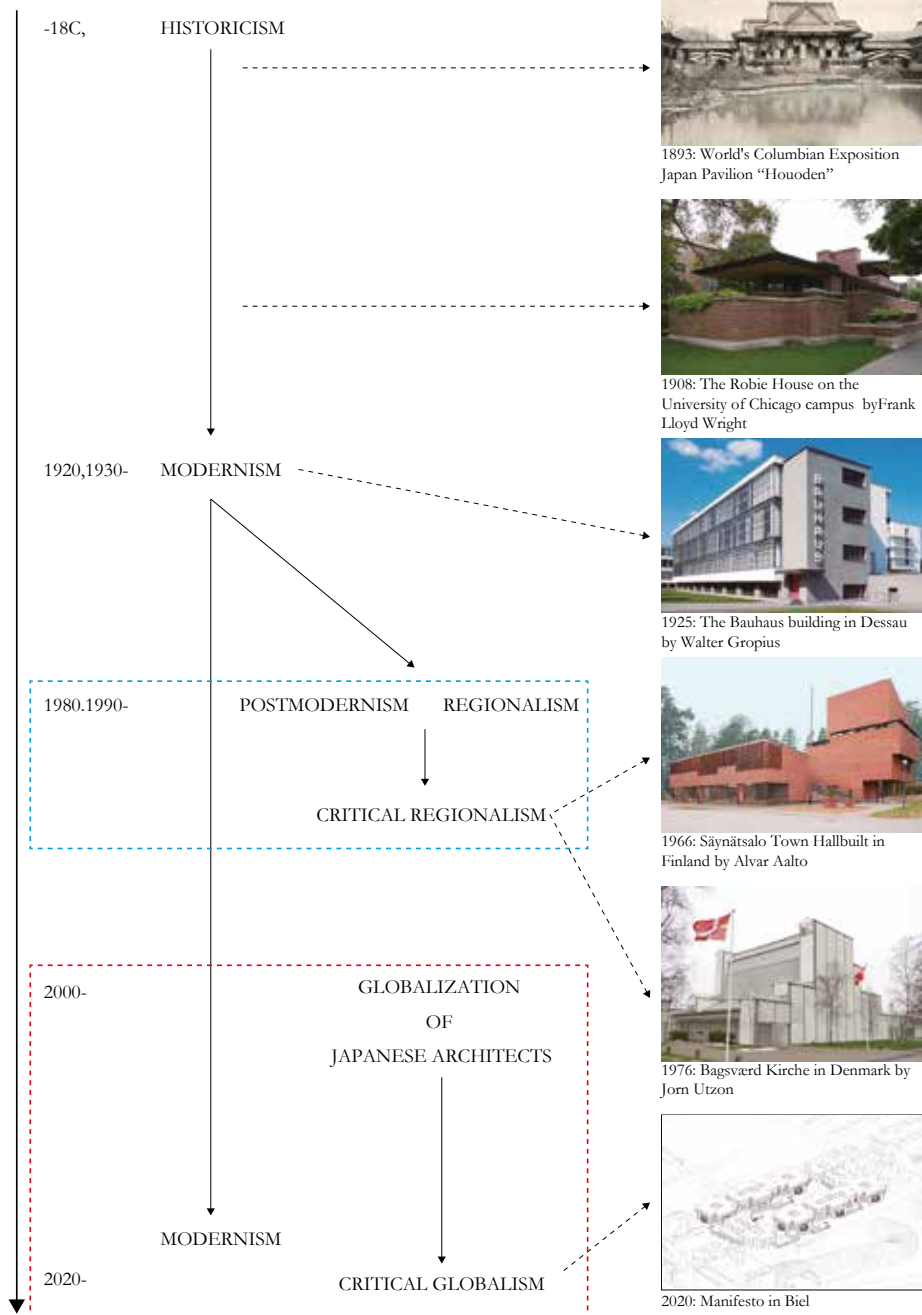 -18C, HISTORICISM
1893: World's Columbian Exposition
Japan Pavilion “Houoden”
1908: The Robie House on the
University of Chicago campus byFrank
Lloyd Wright
1920,1930- MODERNISM
BAUHAUS
1925: The Bauhaus building in Dessau
by Walter Gropius
1980.1990- POSTMODERNISM REGIONALISM
CRITICAL REGIONALISM
1966: Säynätsalo Town Hallbuilt in
Finland by Alvar Aalto
2000- GLOBALIZATION
OF
JAPANESE ARCHITECTS
1976: Bagsværd Kirche in Denmark by
Jorn Utzon
MODERNISM
2020- CRITICAL GLOBALISM
2020: Manifesto in Biel